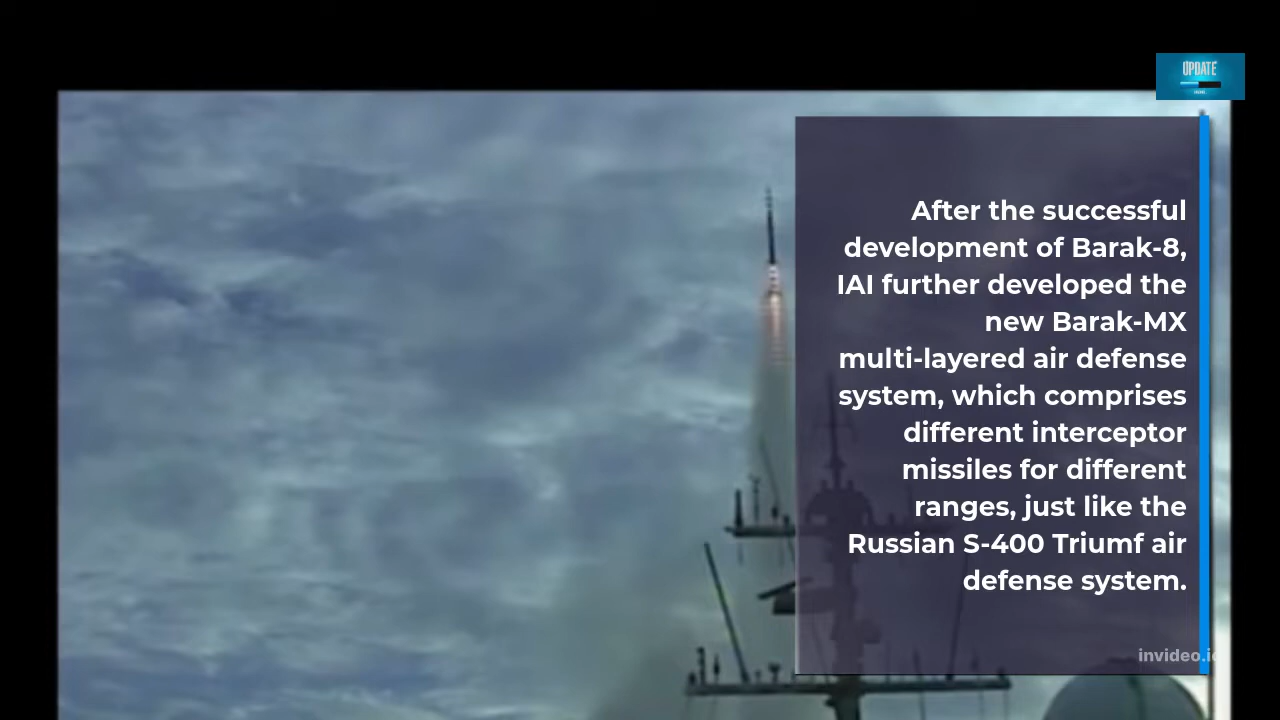 UPDATE
After the successful
development of Barak-8,
IAI further developed the
new Barak-MX
multi-layered air defense
system, which comprises
different interceptor
missiles for different
ranges, just like the
Russian S-400 Triumf air
defense system.
invideo.io